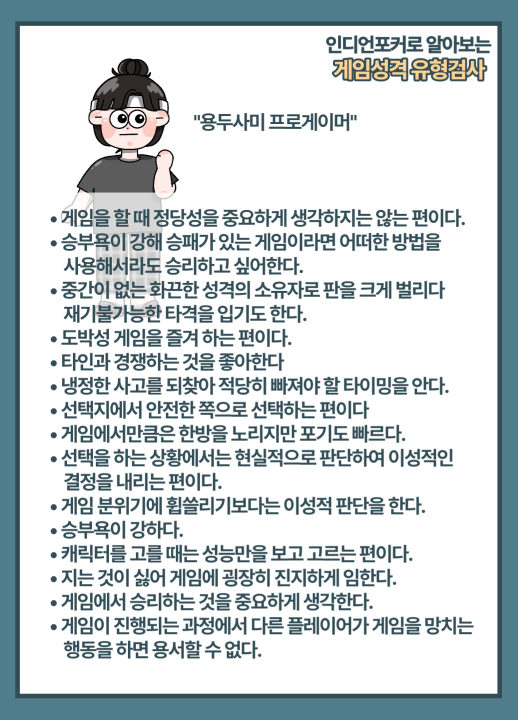 인디언포커로 알아보는
게임성격 유형검사
"용두사미 프로게이머"
• 게임을 할 때 정당성을 중요하게 생각하지는 않는 편이다.
• 승부욕이 강해 승패가 있는 게임이라면 어떠한 방법을
사용해서라도 승리하고 싶어한다.
• 중간이 없는 화끈한 성격의 소유자로 판을 크게 벌리다
재기불가능한 타격을 입기도 한다.
• 도박성 게임을 즐겨 하는 편이다.
• 타인과 경쟁하는 것을 좋아한다
• 냉정한 사고를 되찾아 적당히 빠져야 할 타이밍을 안다.
• 선택지에서 안전한 쪽으로 선택하는 편이다
• 게임에서만큼은 한방을 노리지만 포기도 빠르다.
• 선택을 하는 상황에서는 현실적으로 판단하여 이성적인
결정을 내리는 편이다.
• 게임 분위기에 휩쓸리기보다는 이성적 판단을 한다.
• 승부욕이 강하다.
• 캐릭터를 고를 때는 성능만을 보고 고르는 편이다.
• 지는 것이 싫어 게임에 굉장히 진지하게 임한다.
• 게임에서 승리하는 것을 중요하게 생각한다.
• 게임이 진행되는 과정에서 다른 플레이어가 게임을 망치는
행동을 하면 용서할 수 없다.